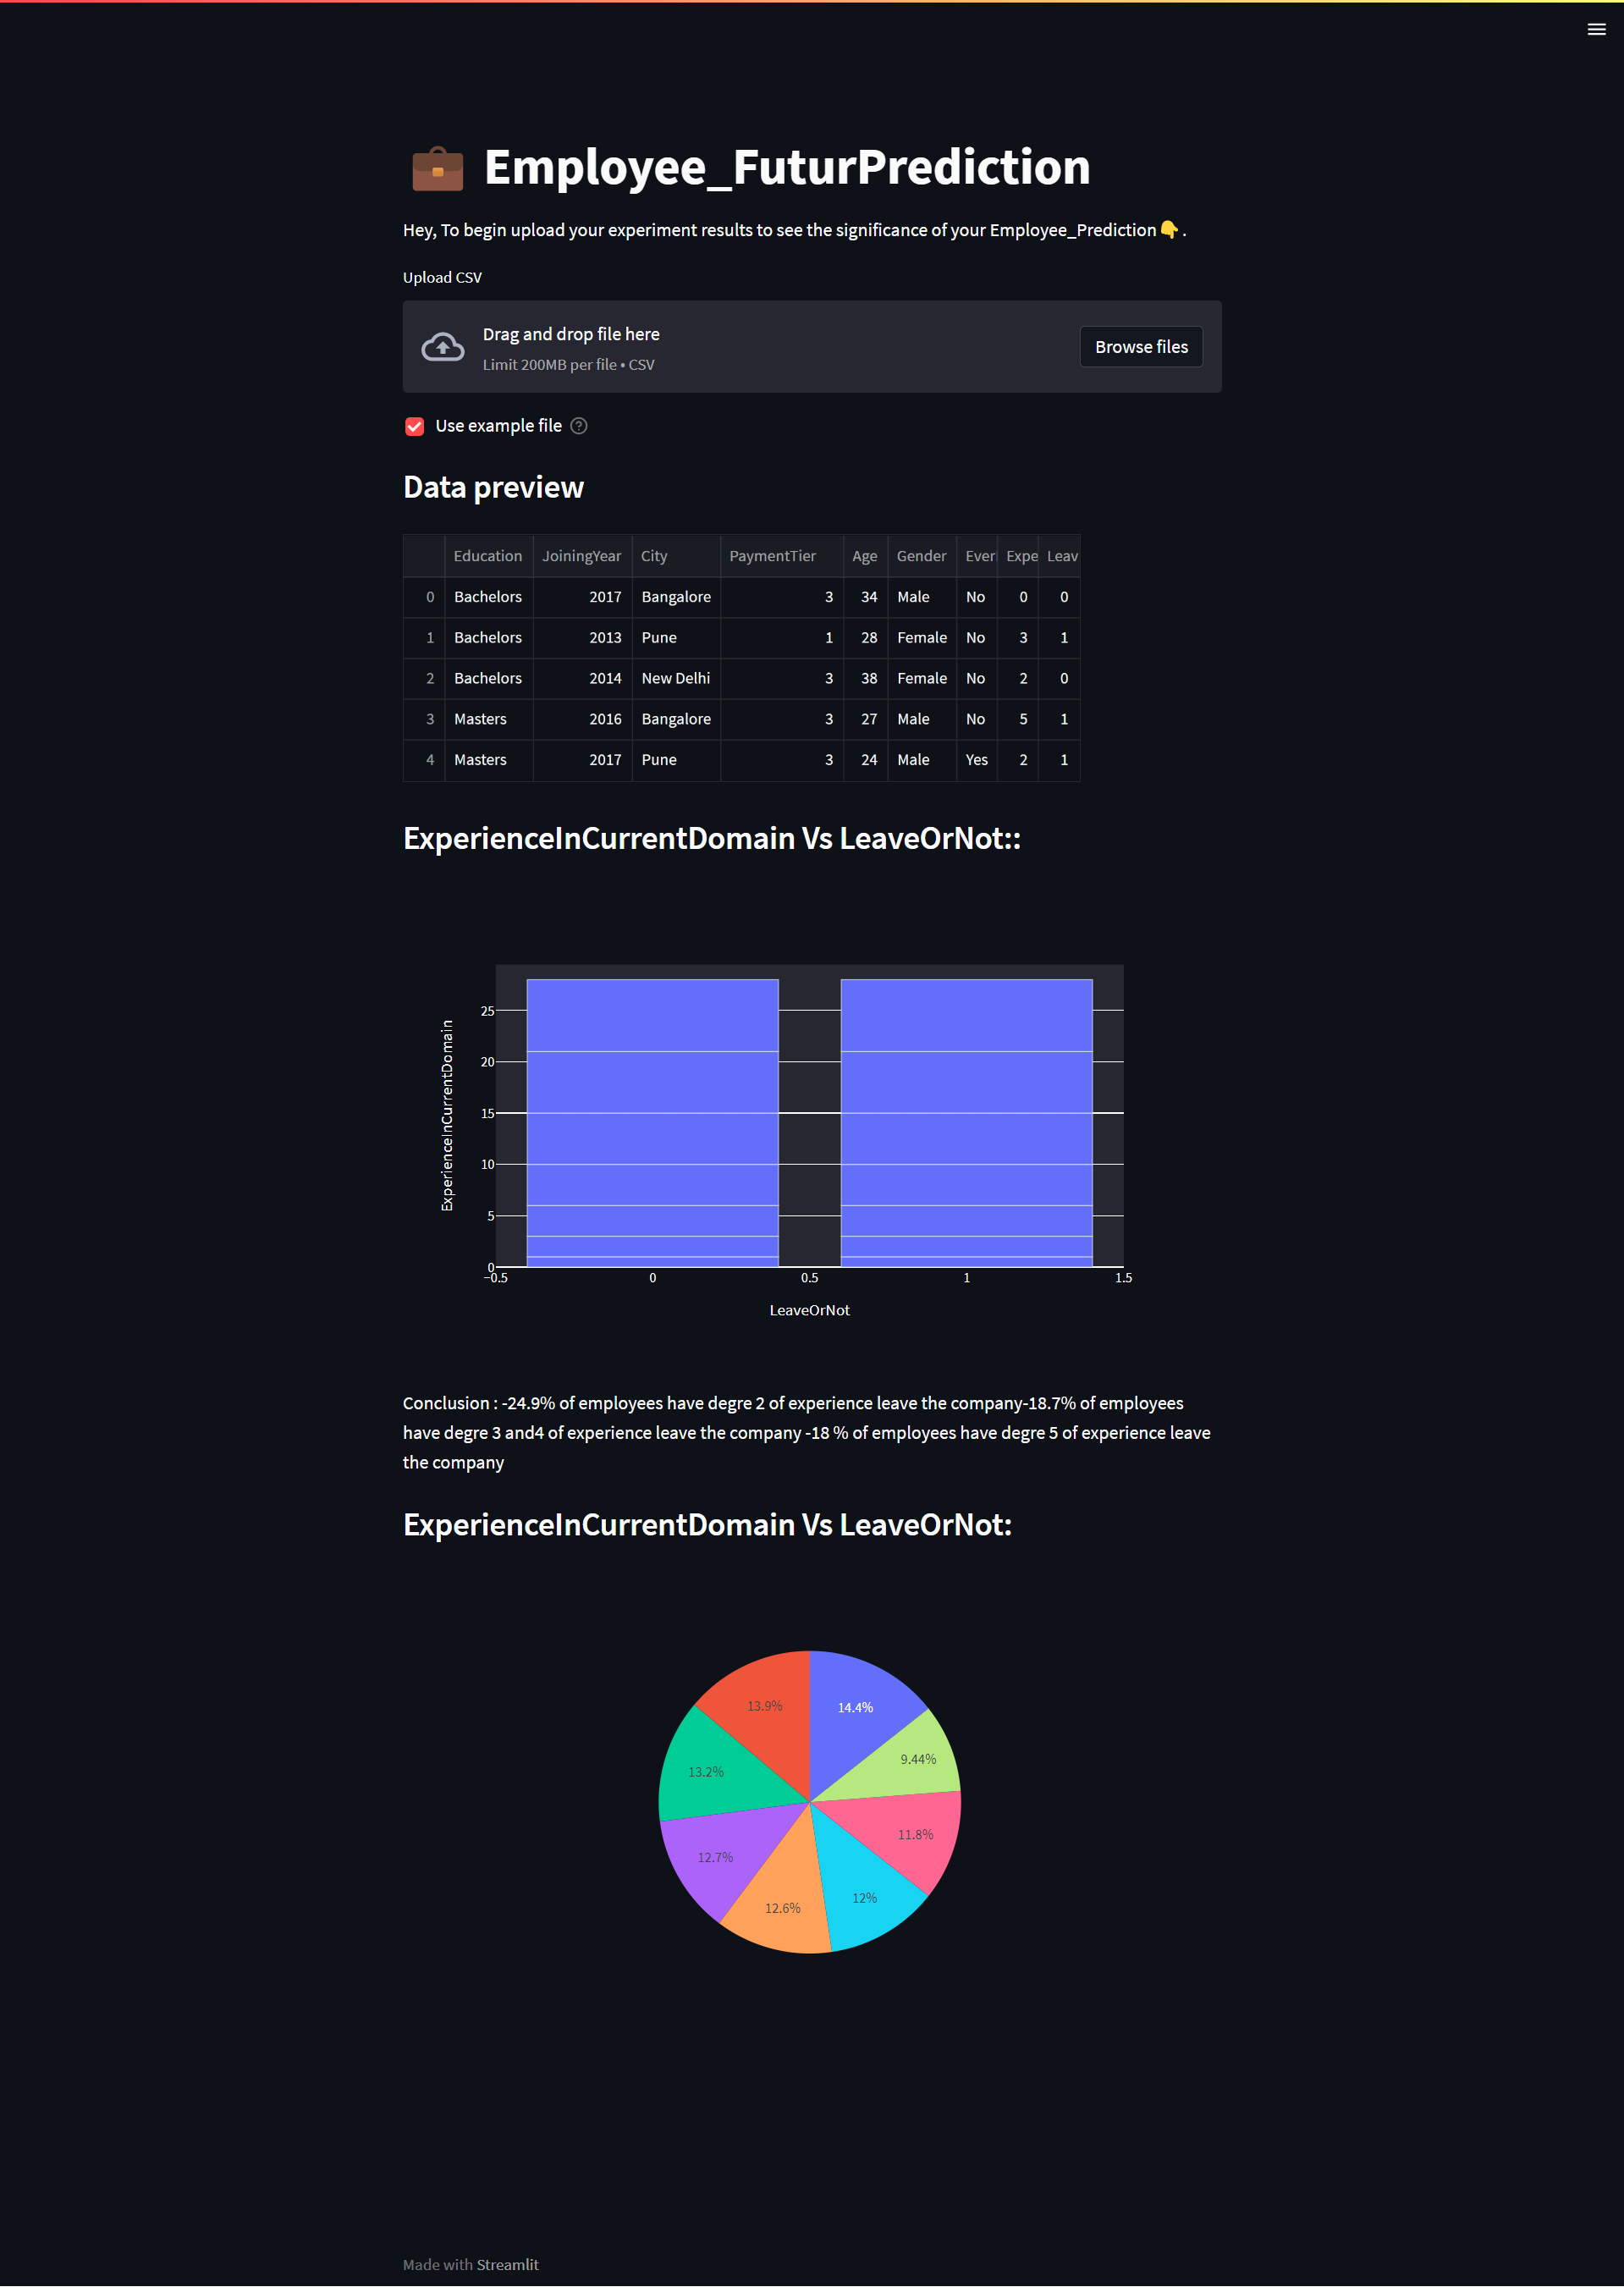 Employee_FuturPrediction
Hey, To begin upload your experiment results to see the significance of your Employee_Prediction👇 .
Upload CSV
Drag and drop file here
Limit 200MB per file • CSV
Browse files
Use example file
Data preview
Education JoiningYear City PaymentTier Age Gender Ever Expe Leav
0 Bachelors 2017 Bangalore 3 34 Male No 0 0
1 Bachelors 2013 Pune 1 28 Female No 3 1
2 Bachelors 2014 New Delhi 3 38 Female No 2 0
3 Masters 2016 Bangalore 3 27 Male No 5 1
4 Masters 2017 Pune 3 24 Male Yes 2 1
ExperienceInCurrentDomain Vs LeaveOrNot::
ExperienceInCurrentDomain
25
20
15
10
5
0
−0.5 0 0.5 1 1.5
LeaveOrNot
Conclusion : -24.9% of employees have degre 2 of experience leave the company-18.7% of employees
have degre 3 and4 of experience leave the company -18 % of employees have degre 5 of experience leave
the company
ExperienceInCurrentDomain Vs LeaveOrNot:
13.9% 14.4%
9.44%
13.2%
11.8%
12.7%
12%
12.6%
Made with Streamlit